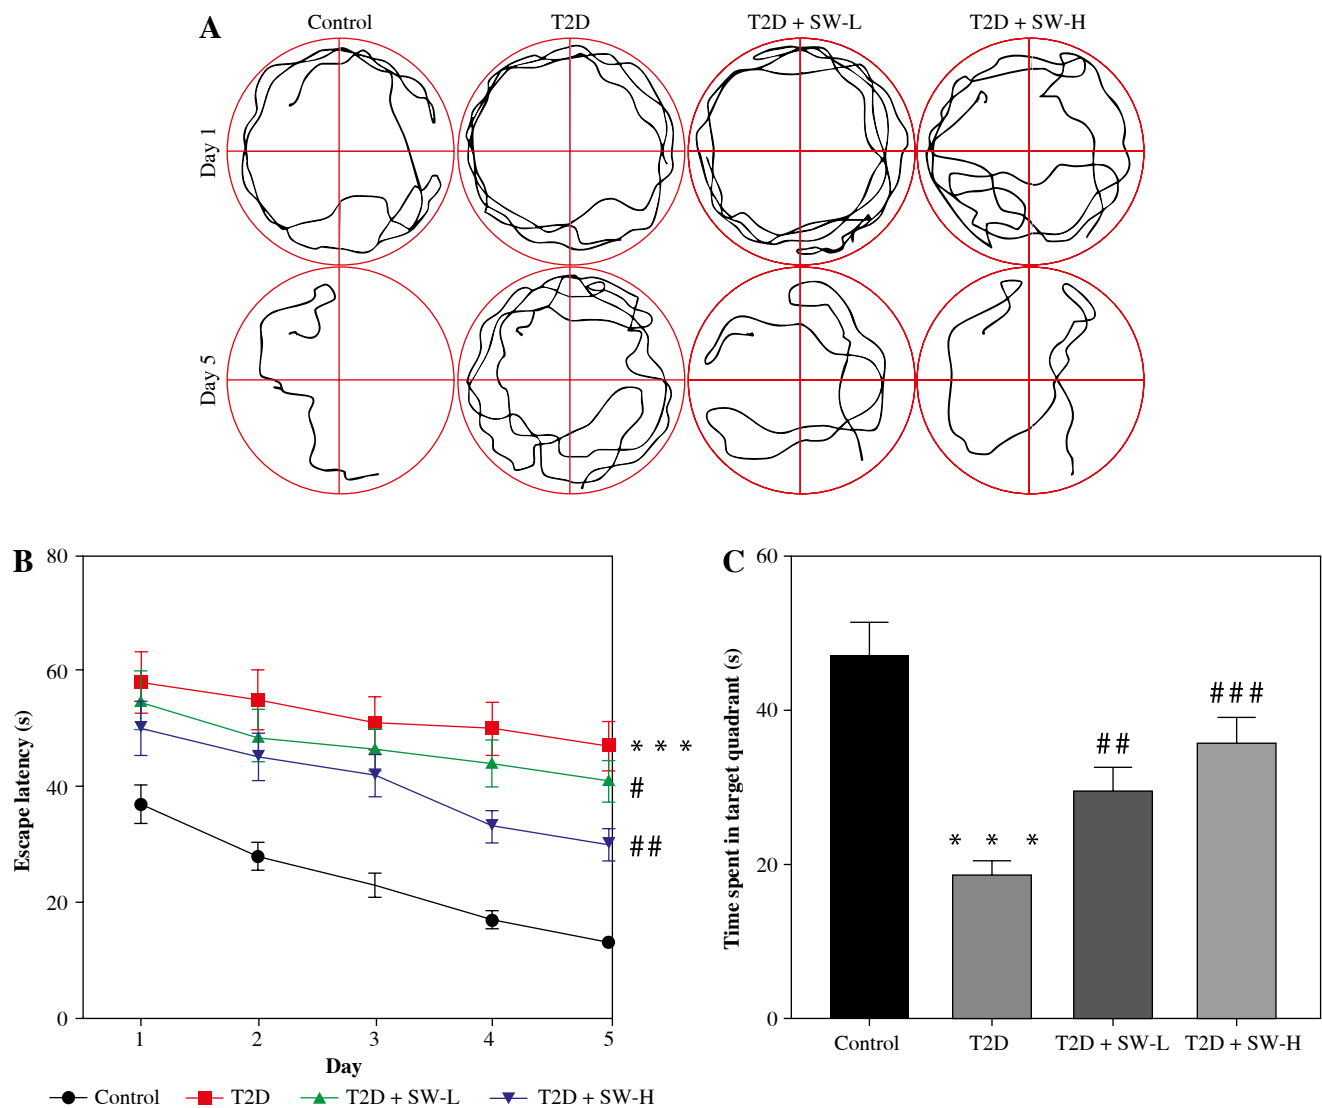 A
Control
T2D
T2D + SW-L
T2D + SW-H
Day 1
Day 5
B
Escape latency (s)
80
60
40
20
0
* * *
#
##
1
2
3
4
5
Day
Control
T2D
T2D + SW-L
T2D + SW-H
C
Time spent in target quadrant (s)
60
40
20
0
* * *
##
###
Control
T2D
T2D + SW-L
T2D + SW-H